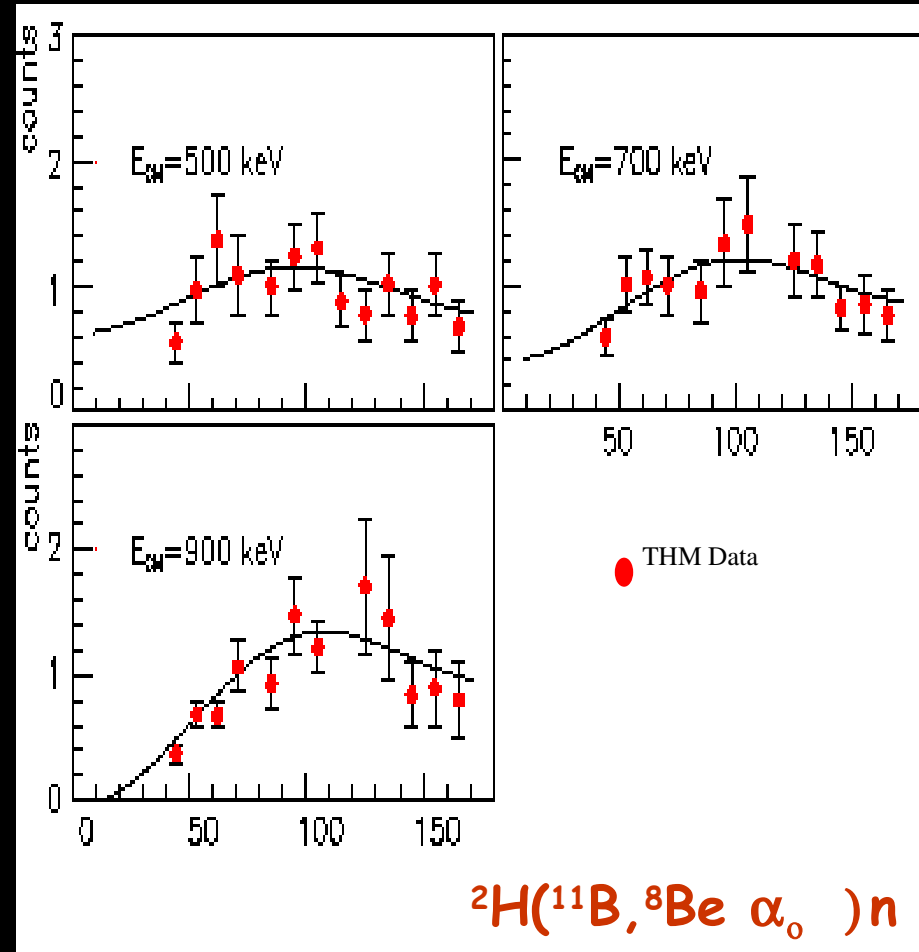 counts
3
2
1
0
E_CM=500 keV
E_CM=700 keV
50 100 150
counts
2
1
0
E_CM=900 keV
0 50 100 150
THM Data
²H(¹¹B,⁸Be α₀ )n